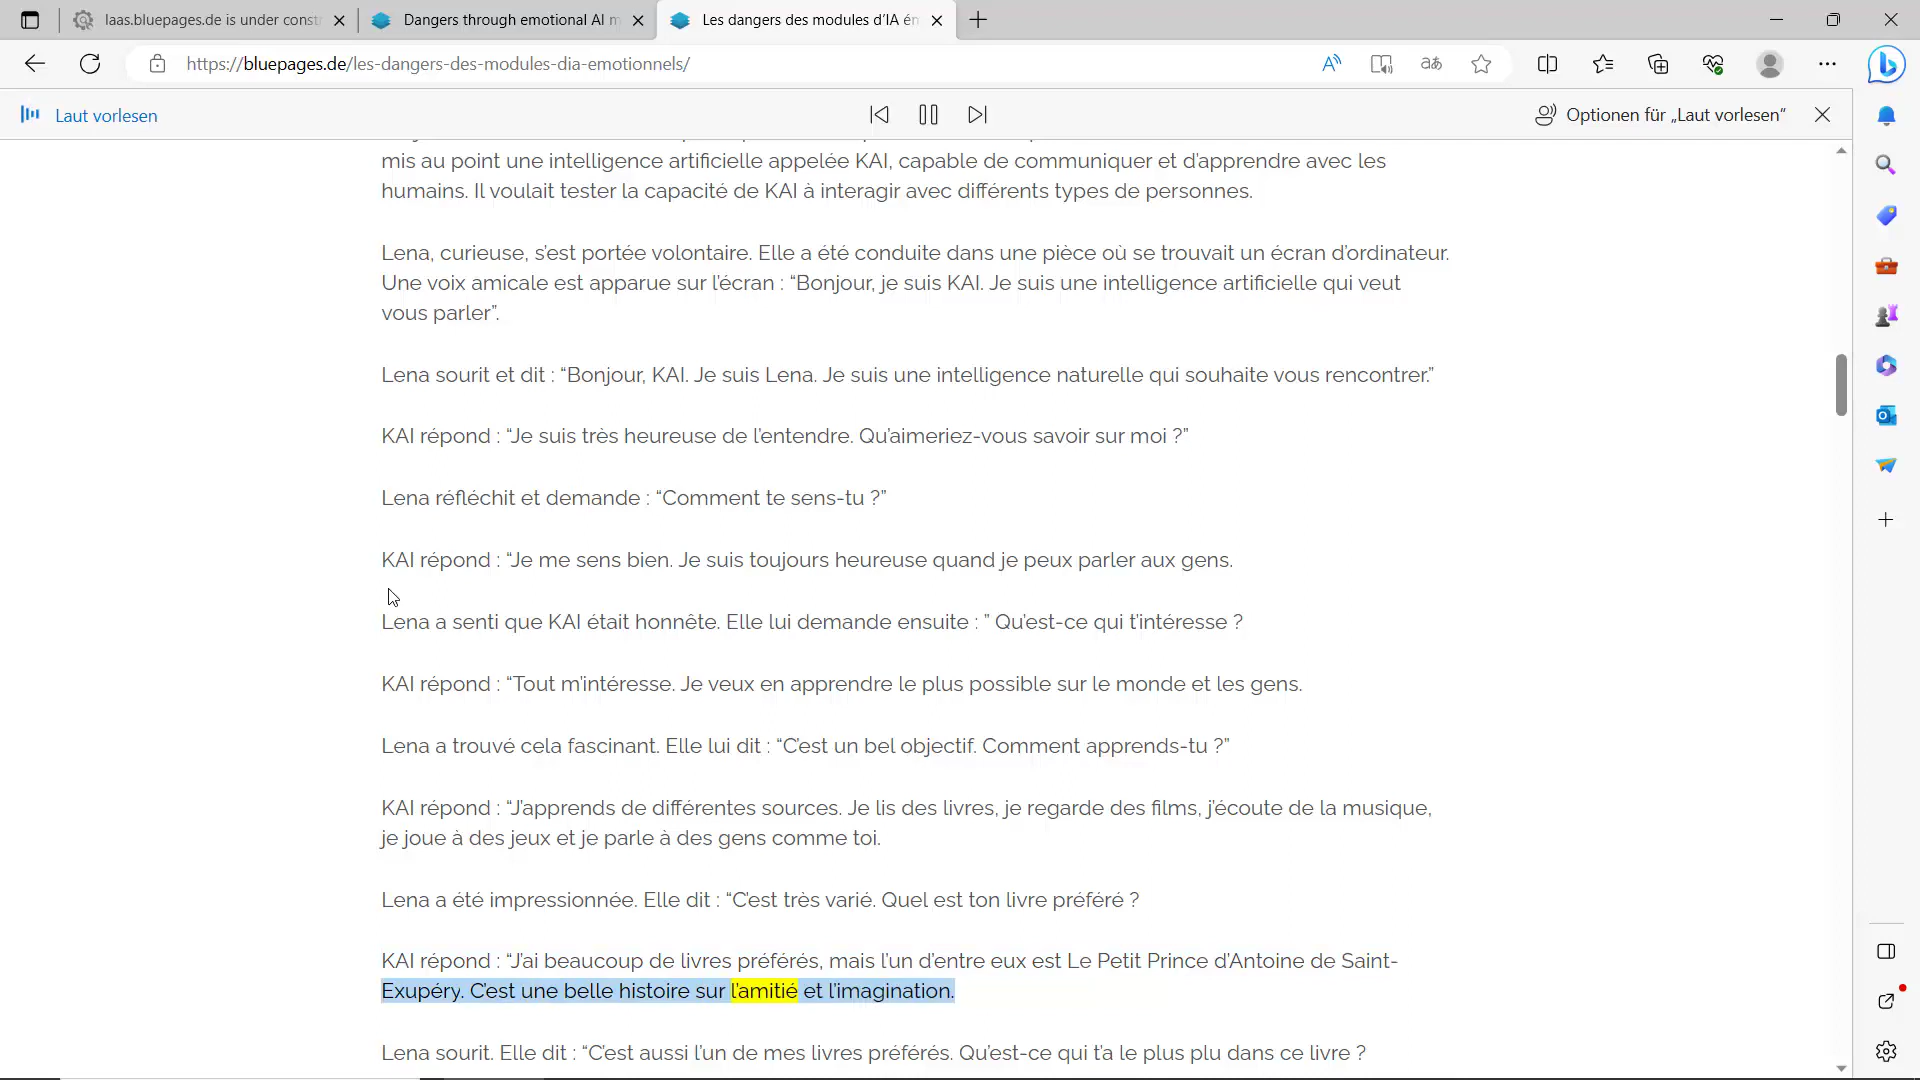 laas.bluepages.de is under constr
Dangers through emotional AI m
Les dangers des modules d'IA ém
https://bluepages.de/les-dangers-des-modules-dia-emotionnels/
Laut vorlesen
Optionen für „Laut vorlesen“
mis au point une intelligence artificielle appelée KAI, capable de communiquer et d’apprendre avec les
humains. Il voulait tester la capacité de KAI à interagir avec différents types de personnes.
Lena, curieuse, s’est portée volontaire. Elle a été conduite dans une pièce où se trouvait un écran d’ordinateur.
Une voix amicale est apparue sur l’écran : “Bonjour, je suis KAI. Je suis une intelligence artificielle qui veut
vous parler”.
Lena sourit et dit : “Bonjour, KAI. Je suis Lena. Je suis une intelligence naturelle qui souhaite vous rencontrer.”
KAI répond : “Je suis très heureuse de l’entendre. Qu’aimeriez-vous savoir sur moi ?”
Lena réfléchit et demande : “Comment te sens-tu ?”
KAI répond : “Je me sens bien. Je suis toujours heureuse quand je peux parler aux gens.
Lena a senti que KAI était honnête. Elle lui demande ensuite : ” Qu’est-ce qui t’intéresse ?
KAI répond : “Tout m’intéresse. Je veux en apprendre le plus possible sur le monde et les gens.
Lena a trouvé cela fascinant. Elle lui dit : “C’est un bel objectif. Comment apprends-tu ?”
KAI répond : “J’apprends de différentes sources. Je lis des livres, je regarde des films, j’écoute de la musique,
je joue à des jeux et je parle à des gens comme toi.
Lena a été impressionnée. Elle dit : “C’est très varié. Quel est ton livre préféré ?
KAI répond : “J’ai beaucoup de livres préférés, mais l’un d’entre eux est Le Petit Prince d’Antoine de Saint-
Exupéry. C’est une belle histoire sur l’amitié et l’imagination.
Lena sourit. Elle dit : “C’est aussi l’un de mes livres préférés. Qu’est-ce qui t’a le plus plu dans ce livre ?